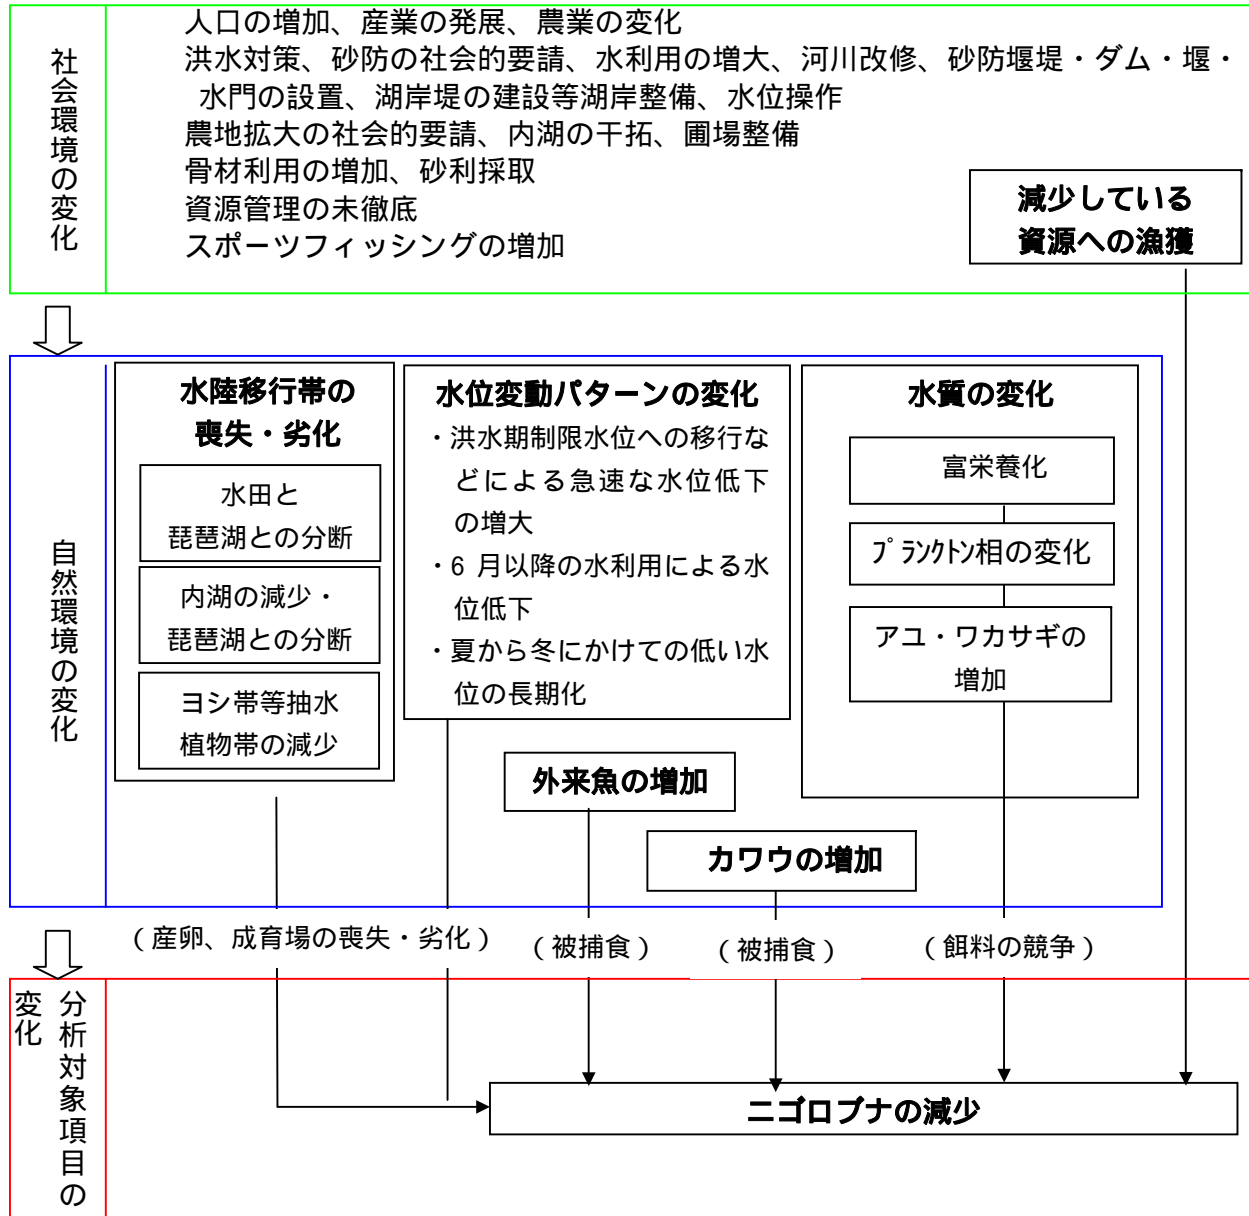 社会環境の変化
人口の増加、産業の発展、農業の変化
洪水対策、砂防の社会的要請、水利用の増大、河川改修、砂防堰堤・ダム・堰・
水門の設置、湖岸堤の建設等湖岸整備、水位操作
農地拡大の社会的要請、内湖の干拓、圃場整備
骨材利用の増加、砂利採取
資源管理の未徹底
スポーツフィッシングの増加
減少している
資源への漁獲
自然環境の変化
水陸移行帯の
喪失・劣化
水田と
琵琶湖との分断
内湖の減少・
琵琶湖との分断
ヨシ帯等抽水
植物帯の減少
水位変動パターンの変化
・洪水期制限水位への移行な
どによる急速な水位低下
の増大
・6 月以降の水利用による水
位低下
・夏から冬にかけての低い水
位の長期化
水質の変化
富栄養化
プランクトン相の変化
アユ・ワカサギの
増加
外来魚の増加
カワウの増加
(産卵、成育場の喪失・劣化)
(被捕食)
(被捕食)
(餌料の競争)
分析対象項目の
変化
ニゴロブナの減少